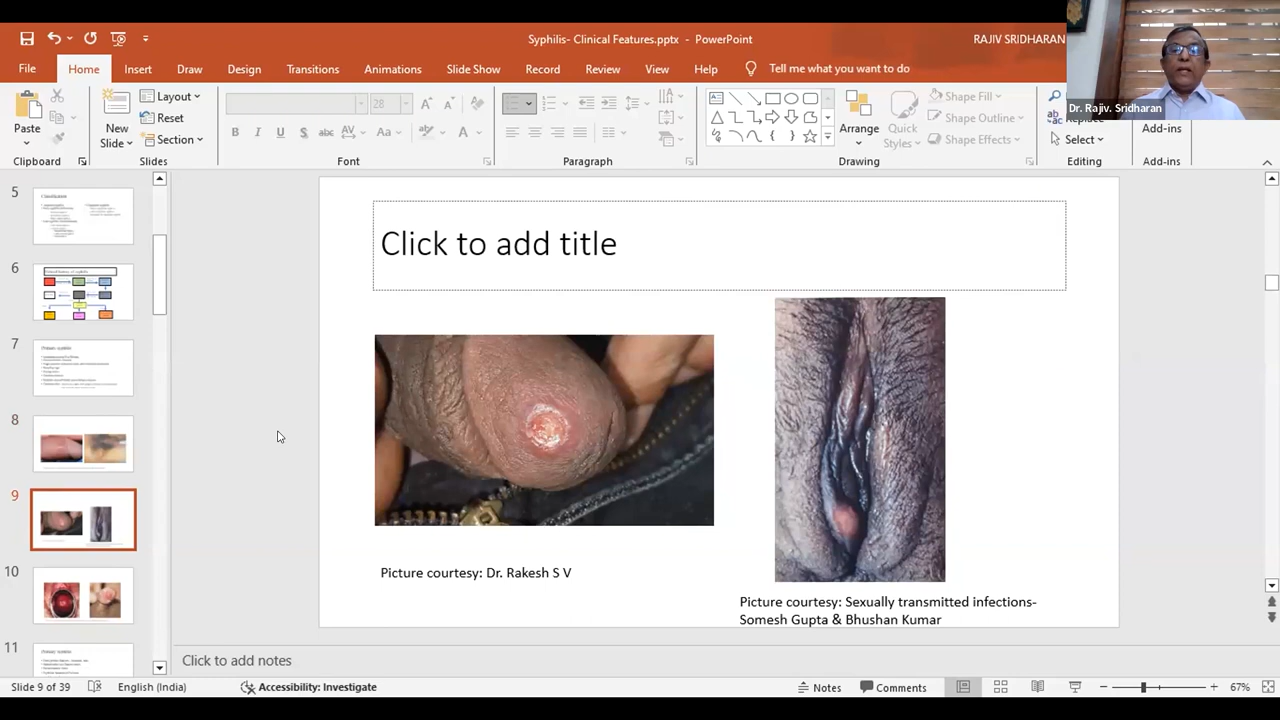 Syphilis- Clinical Features.pptx - PowerPoint
RAJIV SRIDHARAN
File Home Insert Draw Design Transitions Animations Slide Show Record Review View Help Tell me what you want to do
Dr. Rajiv. Sridharan
Paste
New
Slide
Layout
Reset
Section
28
B I U S abc AV Aa A
Arrange
Quick
Styles
Shape Fill
Shape Outline
Shape Effects
Replace
Select
Add-ins
Clipboard Slides Font Paragraph Drawing Editing Add-ins
5
6
7
8
9
10
11
Click to add title
Picture courtesy: Dr. Rakesh S V
Picture courtesy: Sexually transmitted infections-
Somesh Gupta & Bhushan Kumar
Click to add notes
Slide 9 of 39 English (India) Accessibility: Investigate Notes Comments 67%